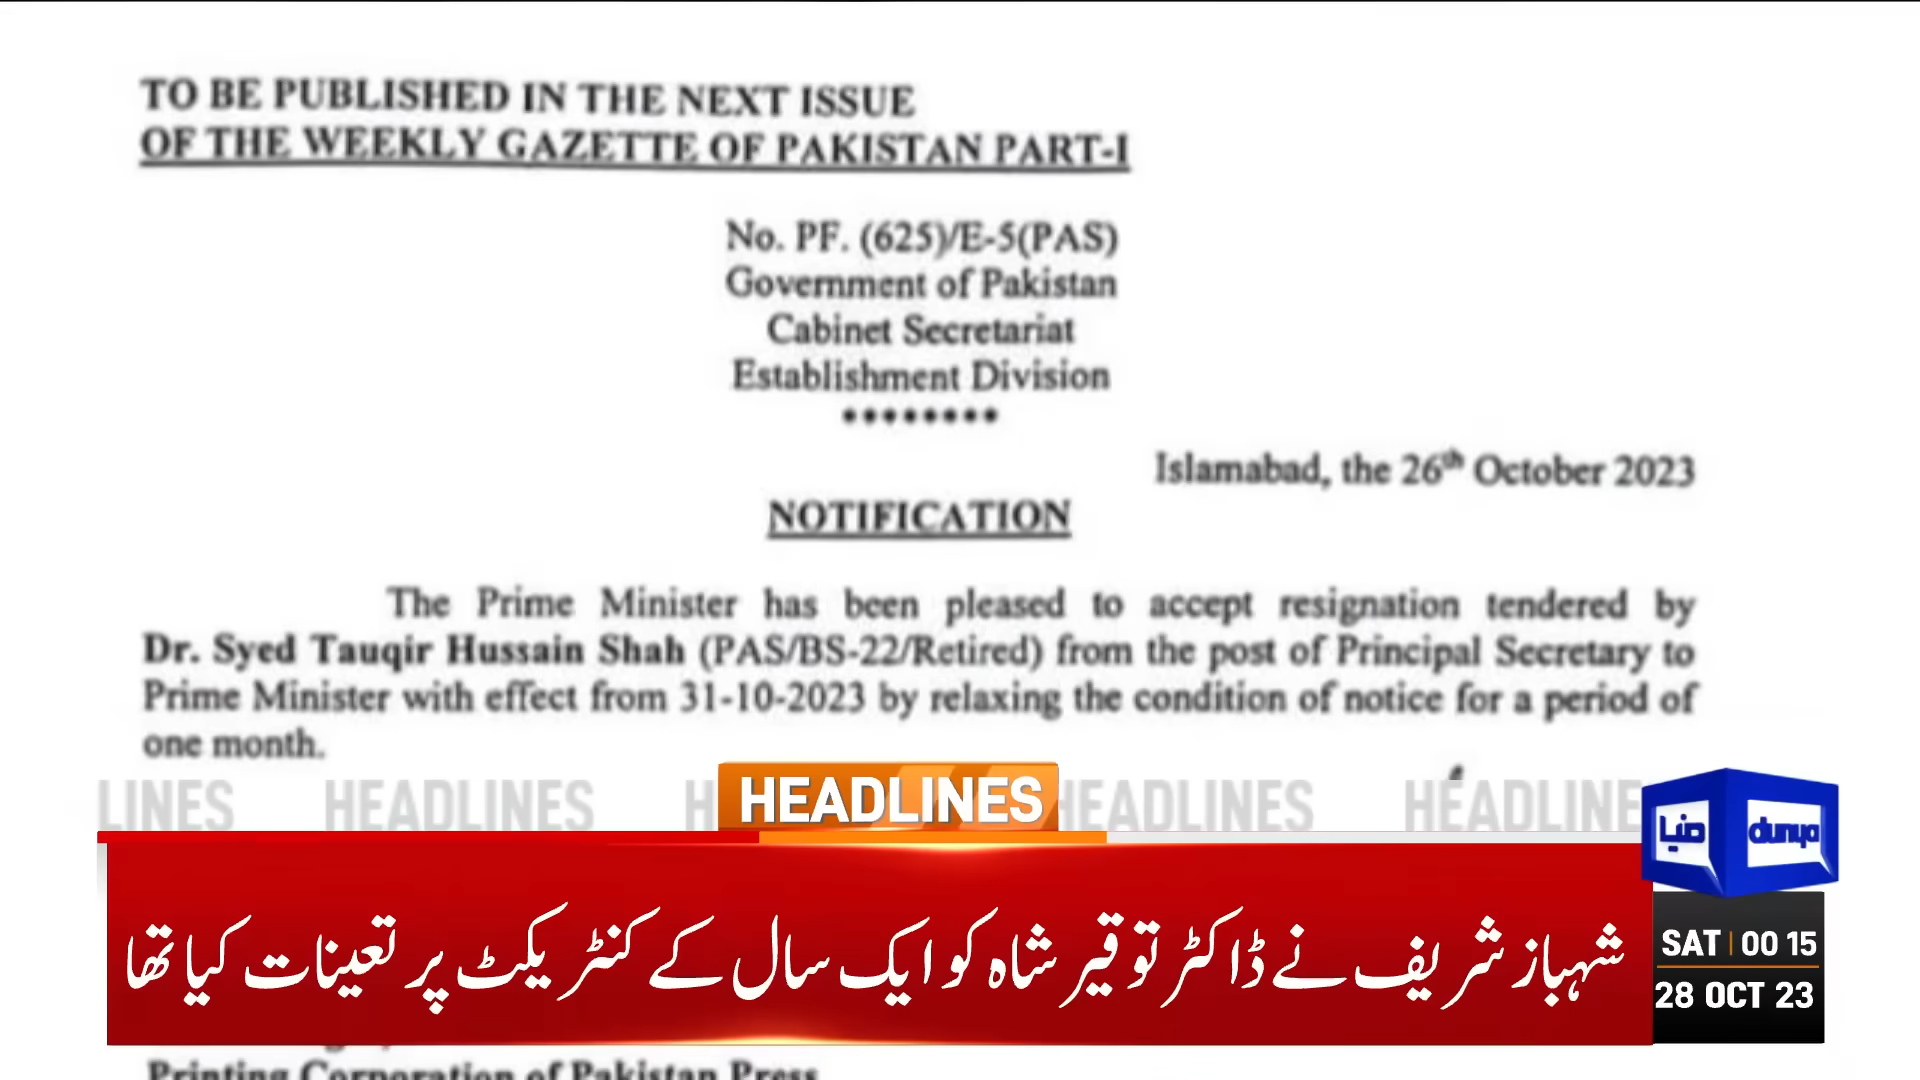 TO BE PUBLISHED IN THE NEXT ISSUE
OF THE WEEKLY GAZETTE OF PAKISTAN PART-I
No. PF. (625)/E-5(PAS)
Government of Pakistan
Cabinet Secretariat
Establishment Division
••••••••
Islamabad, the 26th October 2023
NOTIFICATION
The Prime Minister has been pleased to accept resignation tendered by
Dr. Syed Tauqir Hussain Shah (PAS/BS-22/Retired) from the post of Principal Secretary to
Prime Minister with effect from 31-10-2023 by relaxing the condition of notice for a period of
one month.
LINES HEADLINES HEADLINES HEADLINE
HEADLINES
دنیا dunya
شہباز شریف نے ڈاکٹر توقیر شاہ کو ایک سال کے کنٹریکٹ پر تعینات کیا تھا
SAT | 00 15
28 OCT 23
Printing Corporation of Pakistan Press